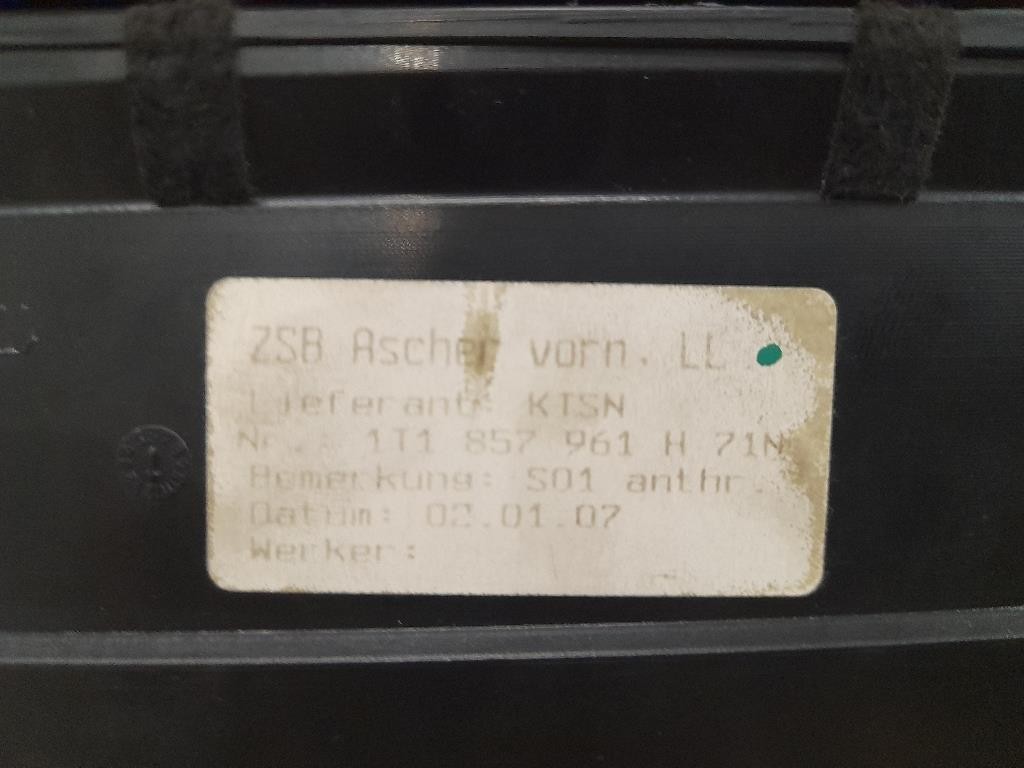 ZSB Ascher vorn. LL
Lieferant: KTSN
Nr.: 1T1 857 961 H 71N
Bemerkung: S01 anthr.
Datum: 02.01.07
Werker: